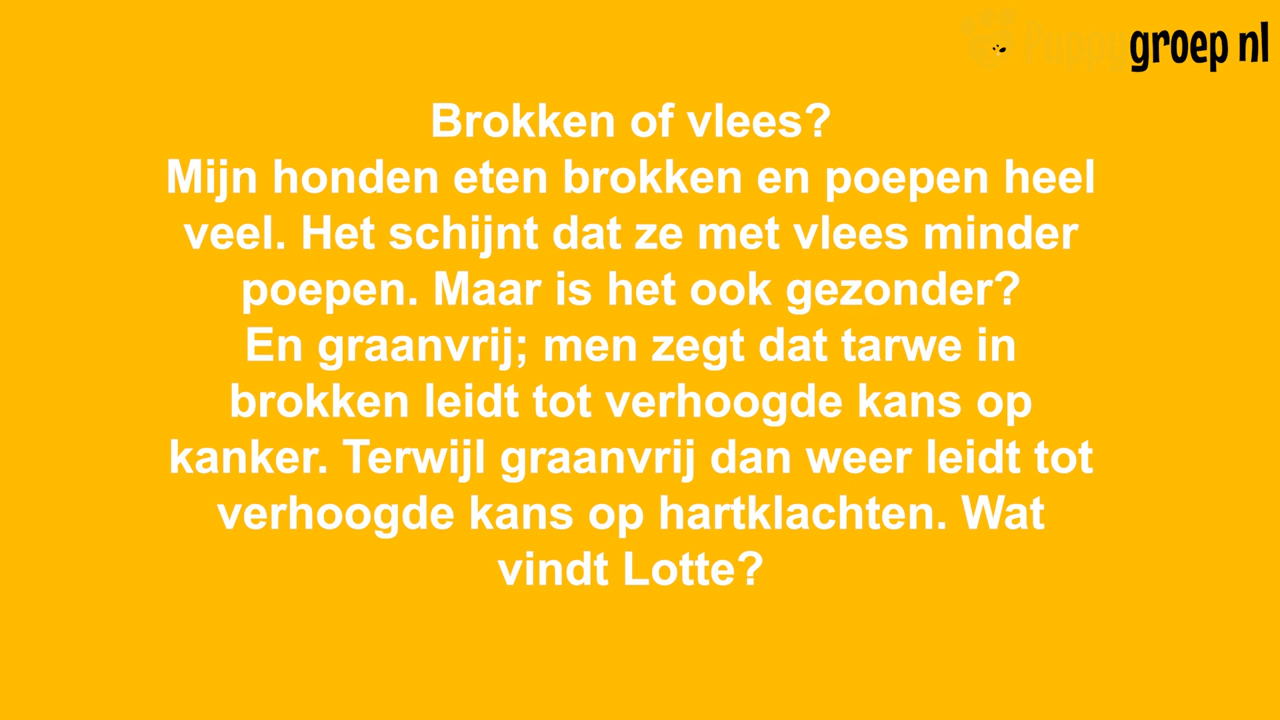 Puppygroep nl
Brokken of vlees?
Mijn honden eten brokken en poepen heel
veel. Het schijnt dat ze met vlees minder
poepen. Maar is het ook gezonder?
En graanvrij; men zegt dat tarwe in
brokken leidt tot verhoogde kans op
kanker. Terwijl graanvrij dan weer leidt tot
verhoogde kans op hartklachten. Wat
vindt Lotte?